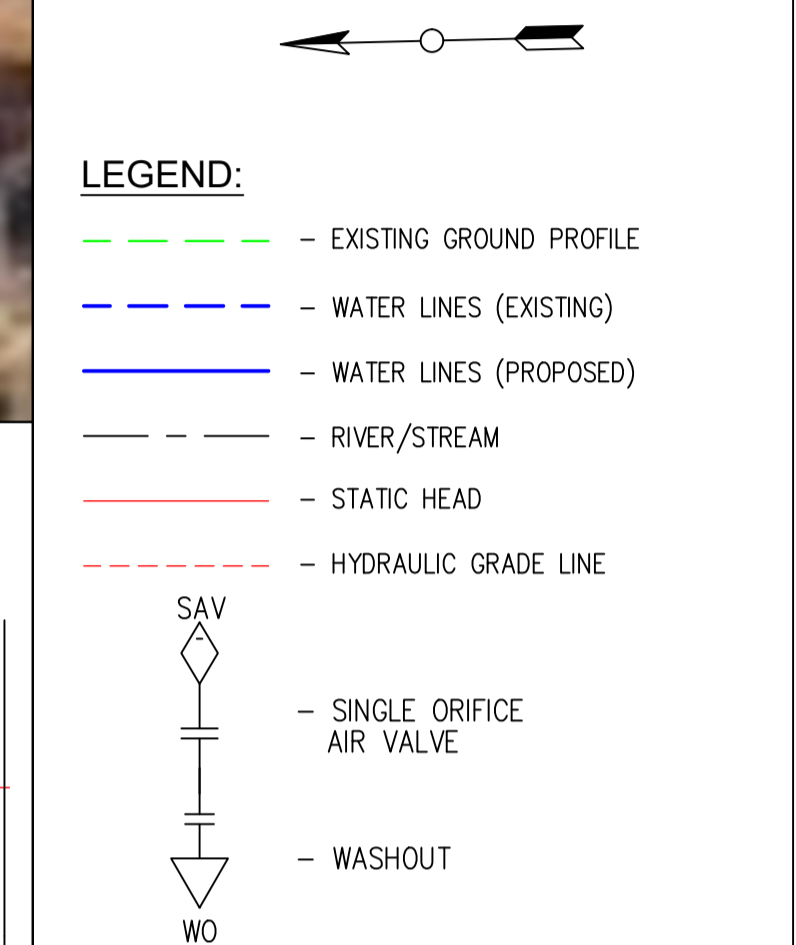 LEGEND:
– EXISTING GROUND PROFILE
– WATER LINES (EXISTING)
– WATER LINES (PROPOSED)
– RIVER/STREAM
– STATIC HEAD
– HYDRAULIC GRADE LINE
SAV
– SINGLE ORIFICE
AIR VALVE
– WASHOUT
WO